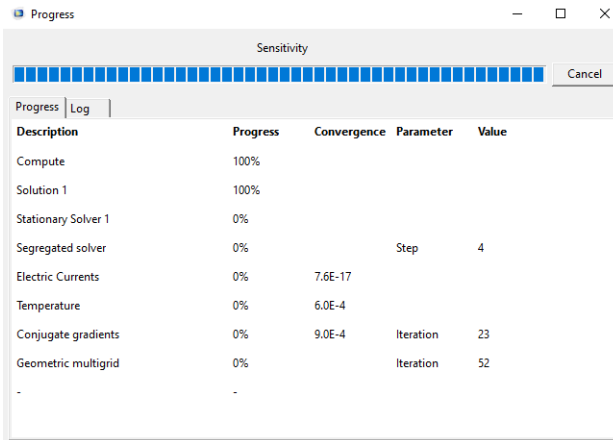 Progress
Sensitivity
Cancel
Progress Log
Description Progress Convergence Parameter Value
Compute 100%
Solution 1 100%
Stationary Solver 1 0%
Segregated solver 0% Step 4
Electric Currents 0% 7.6E-17
Temperature 0% 6.0E-4
Conjugate gradients 0% 9.0E-4 Iteration 23
Geometric multigrid 0% Iteration 52
- -